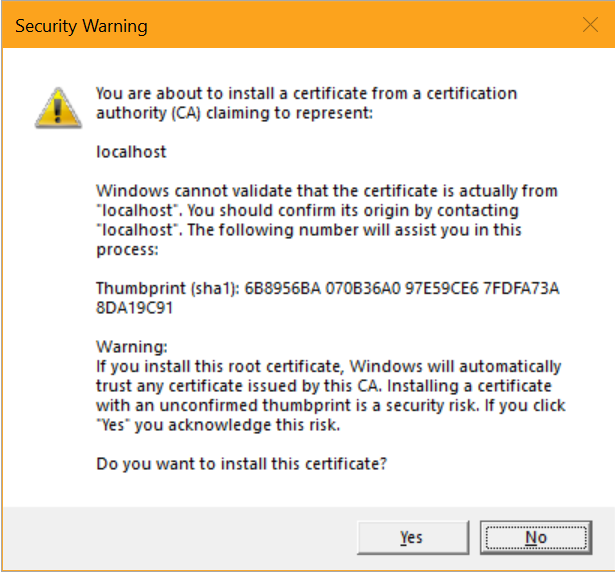 Security Warning
You are about to install a certificate from a certification
authority (CA) claiming to represent:
localhost
Windows cannot validate that the certificate is actually from
"localhost". You should confirm its origin by contacting
"localhost". The following number will assist you in this
process:
Thumbprint (sha1): 6B8956BA 070B36A0 97E59CE6 7FDFA73A
8DA19C91
Warning:
If you install this root certificate, Windows will automatically
trust any certificate issued by this CA. Installing a certificate
with an unconfirmed thumbprint is a security risk. If you click
"Yes" you acknowledge this risk.
Do you want to install this certificate?
Yes
No